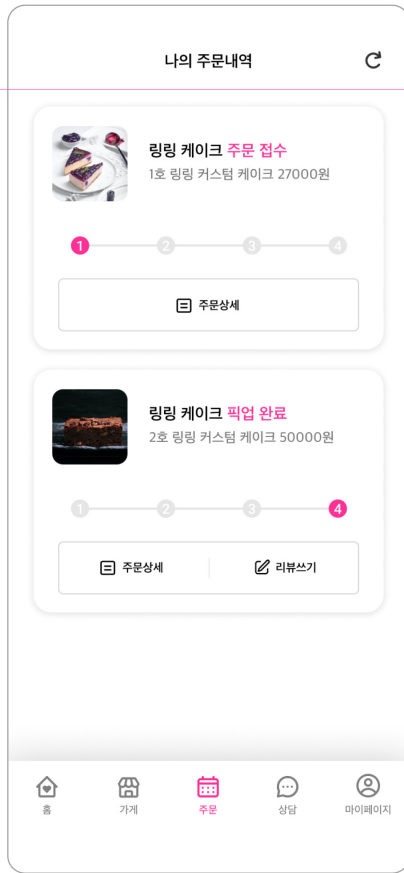 나의 주문내역
링링 케이크 주문 접수
1호 링링 커스텀 케이크 27000원
1 2 3 4
주문상세
링링 케이크 픽업 완료
2호 링링 커스텀 케이크 50000원
1 2 3 4
주문상세 리뷰쓰기
홈 가게 주문 상담 마이페이지